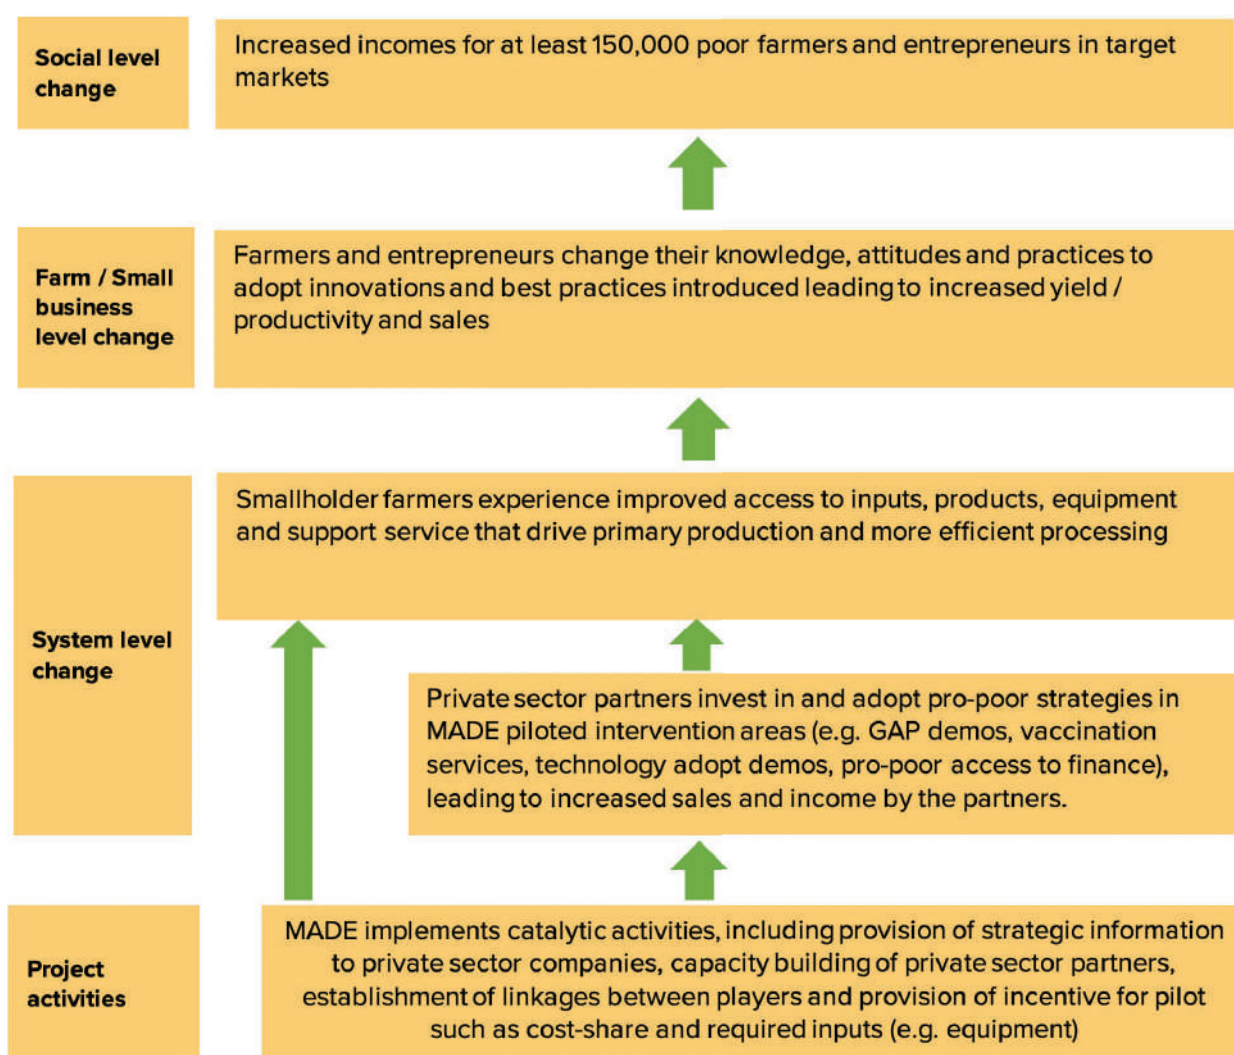 Social level
change
Increased incomes for at least 150,000 poor farmers and entrepreneurs in target
markets
Farm / Small
business
level change
Farmers and entrepreneurs change their knowledge, attitudes and practices to
adopt innovations and best practices introduced leading to increased yield /
productivity and sales
System level
change
Smallholder farmers experience improved access to inputs, products, equipment
and support service that drive primary production and more efficient processing
Private sector partners invest in and adopt pro-poor strategies in
MADE piloted intervention areas (e.g. GAP demos, vaccination
services, technology adopt demos, pro-poor access to finance),
leading to increased sales and income by the partners.
Project
activities
MADE implements catalytic activities, including provision of strategic information
to private sector companies, capacity building of private sector partners,
establishment of linkages between players and provision of incentive for pilot
such as cost-share and required inputs (e.g. equipment)